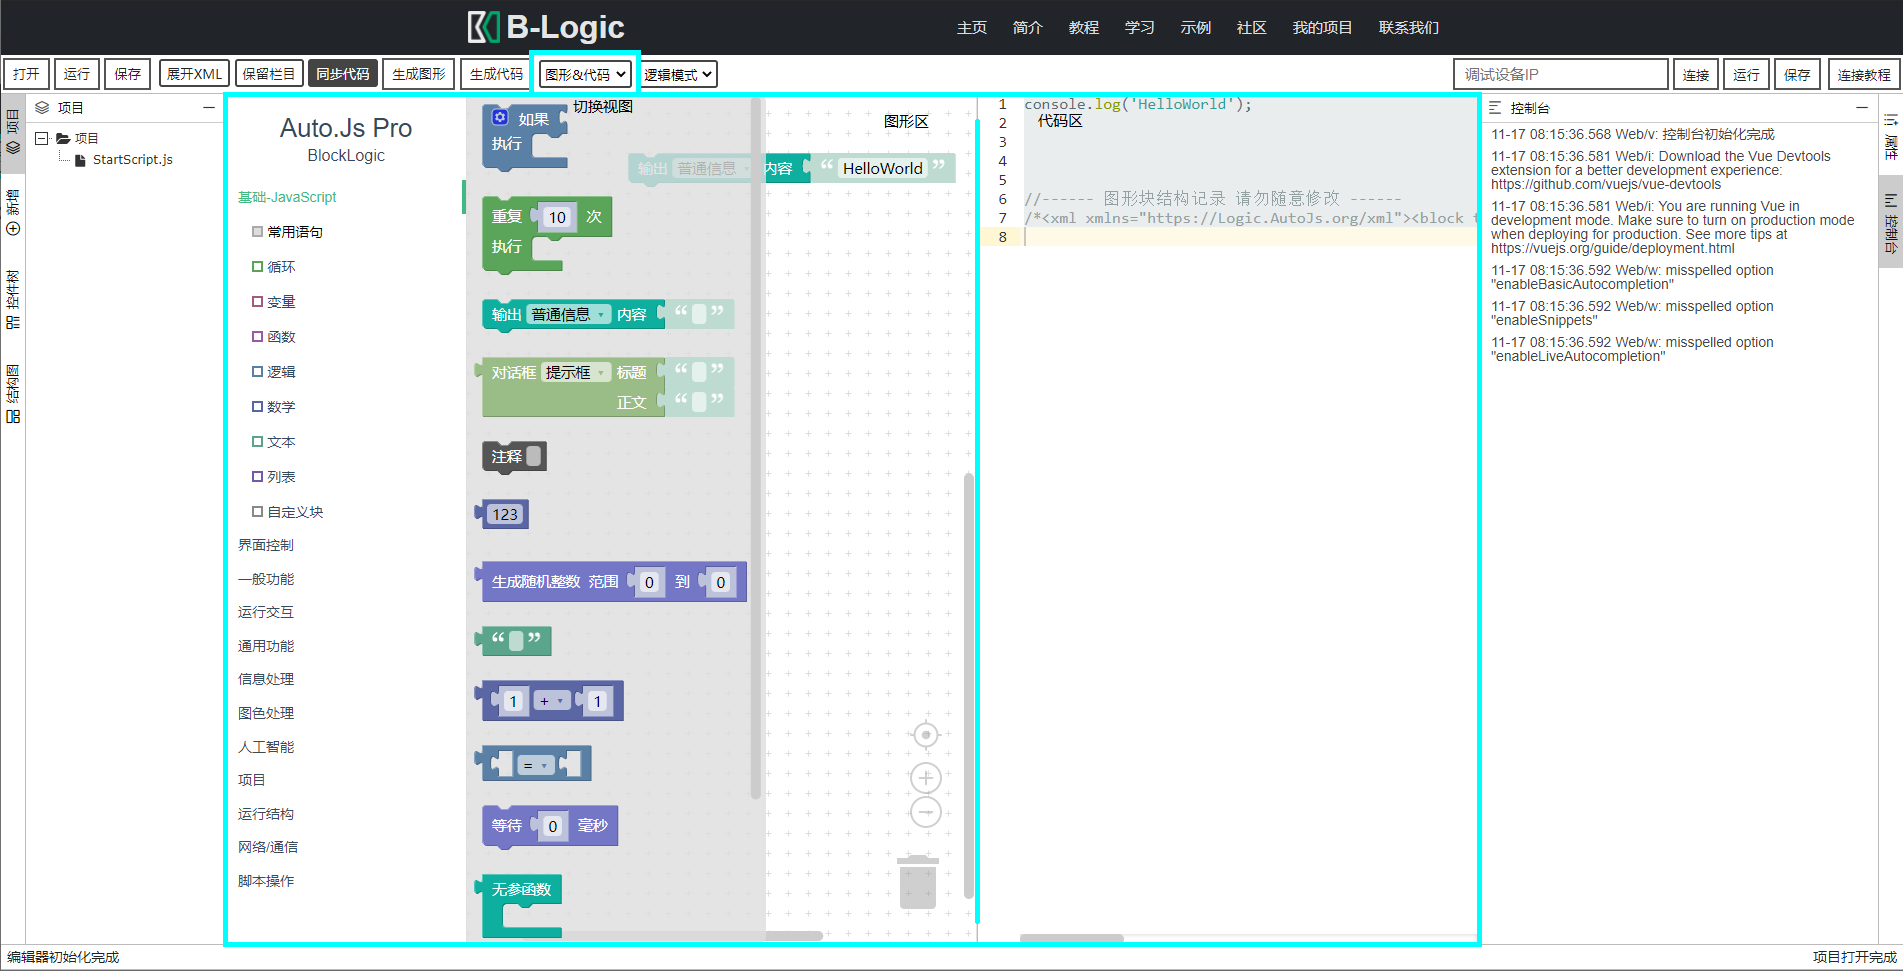 B-Logic
主页 简介 教程 学习 示例 社区 我的项目 联系我们
打开 运行 保存 展开XML 保留栏目 同步代码 生成图形 生成代码 图形&代码 逻辑模式 调试设备IP 连接 运行 保存 连接教程
项目
新增
控件树
结构图
项目
项目
StartScript.js
Auto.Js Pro
BlockLogic
基础-JavaScript
常用语句
循环
变量
函数
逻辑
数学
文本
列表
自定义块
界面控制
一般功能
运行交互
通用功能
信息处理
图色处理
人工智能
项目
运行结构
网络/通信
脚本操作
切换视图
如果
执行
重复 10 次
执行
输出 普通信息 内容 “ ”
对话框 提示框 标题 “ ”
正文 “ ”
注释
123
生成随机整数 范围 0 到 0
“ ”
1 + 1
=
等待 0 毫秒
无参函数
图形区
输出 普通信息 内容 “ HelloWorld ”
1 console.log('HelloWorld');
2 代码区
3
4
5
6 //------ 图形块结构记录 请勿随意修改 ------
7 /*<xml xmlns="https://Logic.AutoJs.org/xml"><block t
8
控制台
11-17 08:15:36.568 Web/v: 控制台初始化完成
11-17 08:15:36.581 Web/i: Download the Vue Devtools
extension for a better development experience:
https://github.com/vuejs/vue-devtools
11-17 08:15:36.581 Web/i: You are running Vue in
development mode. Make sure to turn on production mode
when deploying for production. See more tips at
https://vuejs.org/guide/deployment.html
11-17 08:15:36.592 Web/w: misspelled option
"enableBasicAutocompletion"
11-17 08:15:36.592 Web/w: misspelled option
"enableSnippets"
11-17 08:15:36.592 Web/w: misspelled option
"enableLiveAutocompletion"
属性
控制台
编辑器初始化完成
项目打开完成